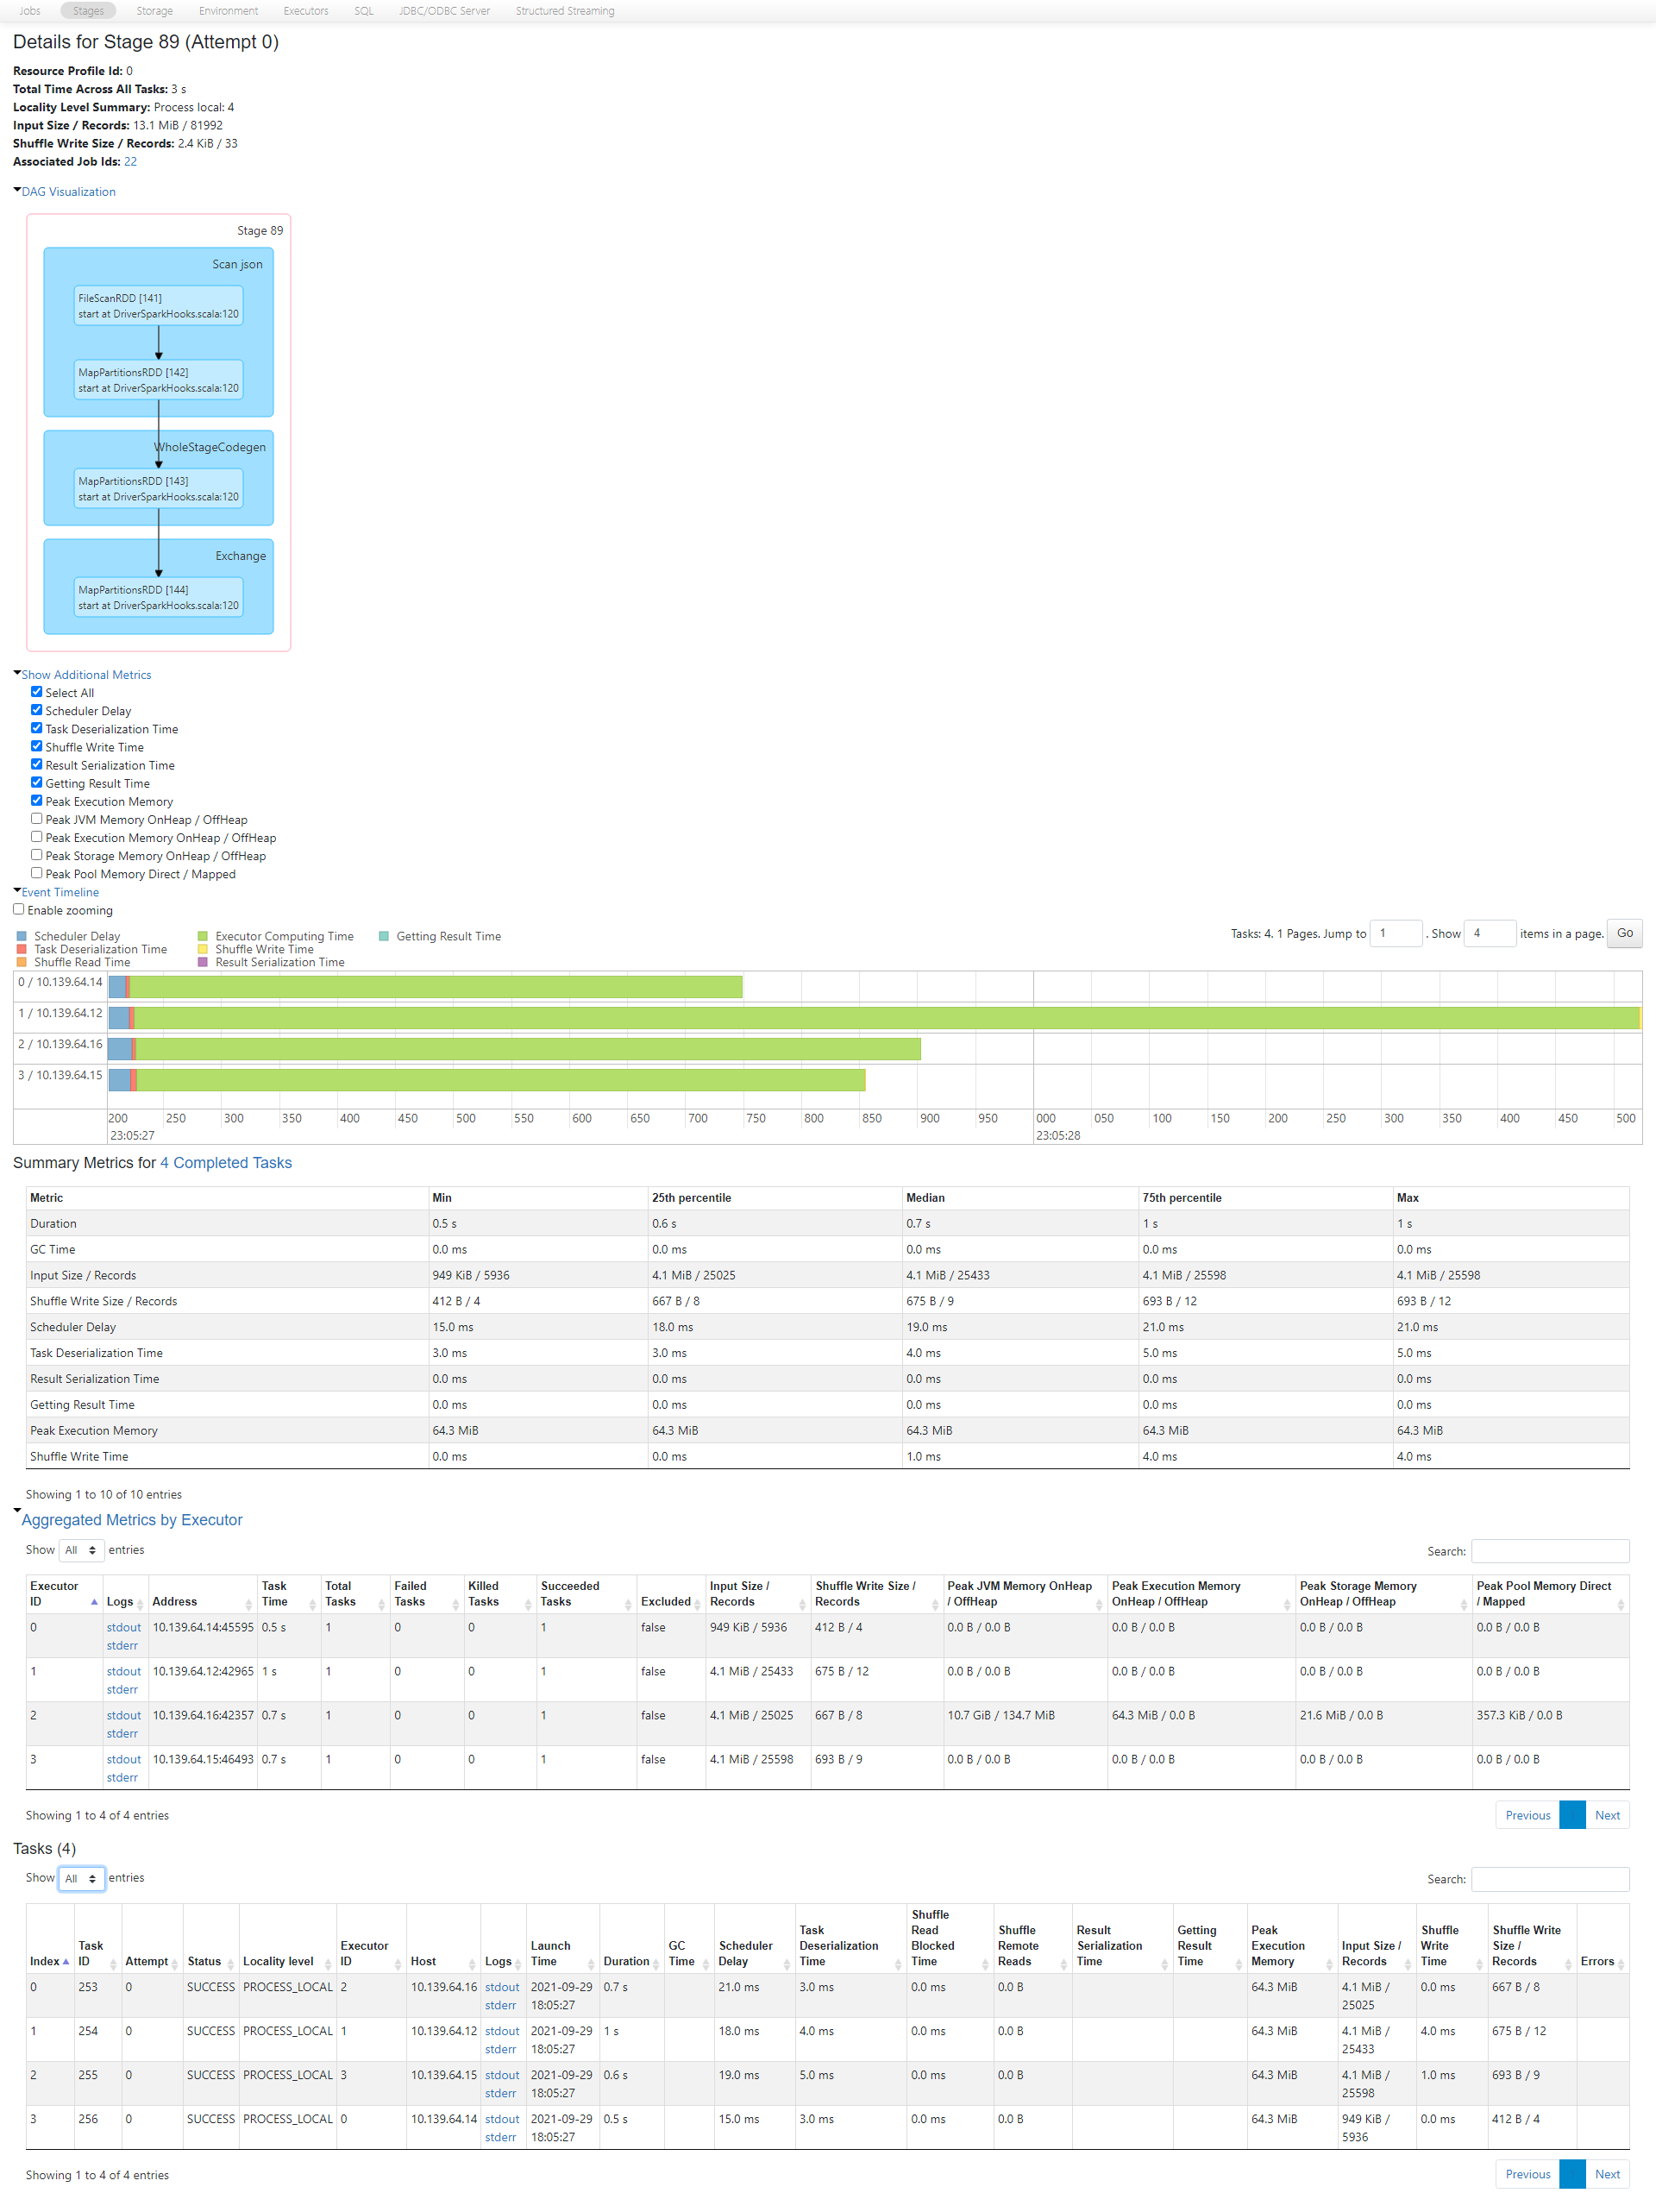 Jobs Stages Storage Environment Executors SQL JDBC/ODBC Server Structured Streaming
Details for Stage 89 (Attempt 0)
Resource Profile Id: 0
Total Time Across All Tasks: 3 s
Locality Level Summary: Process local: 4
Input Size / Records: 13.1 MiB / 81992
Shuffle Write Size / Records: 2.4 KiB / 33
Associated Job Ids: 22
DAG Visualization
Stage 89
Scan json
FileScanRDD [141]
start at DriverSparkHooks.scala:120
MapPartitionsRDD [142]
start at DriverSparkHooks.scala:120
WholeStageCodegen
MapPartitionsRDD [143]
start at DriverSparkHooks.scala:120
Exchange
MapPartitionsRDD [144]
start at DriverSparkHooks.scala:120
Show Additional Metrics
Select All
Scheduler Delay
Task Deserialization Time
Shuffle Write Time
Result Serialization Time
Getting Result Time
Peak Execution Memory
Peak JVM Memory OnHeap / OffHeap
Peak Execution Memory OnHeap / OffHeap
Peak Storage Memory OnHeap / OffHeap
Peak Pool Memory Direct / Mapped
Event Timeline
Enable zooming
Scheduler Delay Executor Computing Time Getting Result Time
Task Deserialization Time Shuffle Write Time
Shuffle Read Time Result Serialization Time
Tasks: 4. 1 Pages. Jump to 1 . Show 4 items in a page. Go
0 / 10.139.64.14
1 / 10.139.64.12
2 / 10.139.64.16
3 / 10.139.64.15
200 250 300 350 400 450 500 550 600 650 700 750 800 850 900 950 000 050 100 150 200 250 300 350 400 450 500
23:05:27 23:05:28
Summary Metrics for 4 Completed Tasks
Metric Min 25th percentile Median 75th percentile Max
Duration 0.5 s 0.6 s 0.7 s 1 s 1 s
GC Time 0.0 ms 0.0 ms 0.0 ms 0.0 ms 0.0 ms
Input Size / Records 949 KiB / 5936 4.1 MiB / 25025 4.1 MiB / 25433 4.1 MiB / 25598 4.1 MiB / 25598
Shuffle Write Size / Records 412 B / 4 667 B / 8 675 B / 9 693 B / 12 693 B / 12
Scheduler Delay 15.0 ms 18.0 ms 19.0 ms 21.0 ms 21.0 ms
Task Deserialization Time 3.0 ms 3.0 ms 4.0 ms 5.0 ms 5.0 ms
Result Serialization Time 0.0 ms 0.0 ms 0.0 ms 0.0 ms 0.0 ms
Getting Result Time 0.0 ms 0.0 ms 0.0 ms 0.0 ms 0.0 ms
Peak Execution Memory 64.3 MiB 64.3 MiB 64.3 MiB 64.3 MiB 64.3 MiB
Shuffle Write Time 0.0 ms 0.0 ms 1.0 ms 4.0 ms 4.0 ms
Showing 1 to 10 of 10 entries
Aggregated Metrics by Executor
Show All entries Search:
Executor ID Logs Address Task Time Total Tasks Failed Tasks Killed Tasks Succeeded Tasks Excluded Input Size / Records Shuffle Write Size / Records Peak JVM Memory OnHeap / OffHeap Peak Execution Memory OnHeap / OffHeap Peak Storage Memory OnHeap / OffHeap Peak Pool Memory Direct / Mapped
0 stdout 10.139.64.14:45595 0.5 s 1 0 0 1 false 949 KiB / 5936 412 B / 4 0.0 B / 0.0 B 0.0 B / 0.0 B 0.0 B / 0.0 B 0.0 B / 0.0 B
stderr
1 stdout 10.139.64.12:42965 1 s 1 0 0 1 false 4.1 MiB / 25433 675 B / 12 0.0 B / 0.0 B 0.0 B / 0.0 B 0.0 B / 0.0 B 0.0 B / 0.0 B
stderr
2 stdout 10.139.64.16:42357 0.7 s 1 0 0 1 false 4.1 MiB / 25025 667 B / 8 10.7 GiB / 134.7 MiB 64.3 MiB / 0.0 B 21.6 MiB / 0.0 B 357.3 KiB / 0.0 B
stderr
3 stdout 10.139.64.15:46493 0.7 s 1 0 0 1 false 4.1 MiB / 25598 693 B / 9 0.0 B / 0.0 B 0.0 B / 0.0 B 0.0 B / 0.0 B 0.0 B / 0.0 B
stderr
Showing 1 to 4 of 4 entries Previous Next
Tasks (4)
Show All entries Search:
Index Task ID Attempt Status Locality level Executor ID Host Logs Launch Time Duration GC Time Scheduler Delay Task Deserialization Time Shuffle Read Blocked Time Shuffle Remote Reads Result Serialization Time Getting Result Time Peak Execution Memory Input Size / Records Shuffle Write Time Shuffle Write Size / Records Errors
0 253 0 SUCCESS PROCESS_LOCAL 2 10.139.64.16 stdout 2021-09-29 0.7 s 21.0 ms 3.0 ms 0.0 ms 0.0 B 64.3 MiB 4.1 MiB / 0.0 ms 667 B / 8
stderr 18:05:27 25025
1 254 0 SUCCESS PROCESS_LOCAL 1 10.139.64.12 stdout 2021-09-29 1 s 18.0 ms 4.0 ms 0.0 ms 0.0 B 64.3 MiB 4.1 MiB / 4.0 ms 675 B / 12
stderr 18:05:27 25433
2 255 0 SUCCESS PROCESS_LOCAL 3 10.139.64.15 stdout 2021-09-29 0.6 s 19.0 ms 5.0 ms 0.0 ms 0.0 B 64.3 MiB 4.1 MiB / 1.0 ms 693 B / 9
stderr 18:05:27 25598
3 256 0 SUCCESS PROCESS_LOCAL 0 10.139.64.14 stdout 2021-09-29 0.5 s 15.0 ms 3.0 ms 0.0 ms 0.0 B 64.3 MiB 949 KiB / 0.0 ms 412 B / 4
stderr 18:05:27 5936
Showing 1 to 4 of 4 entries Previous Next